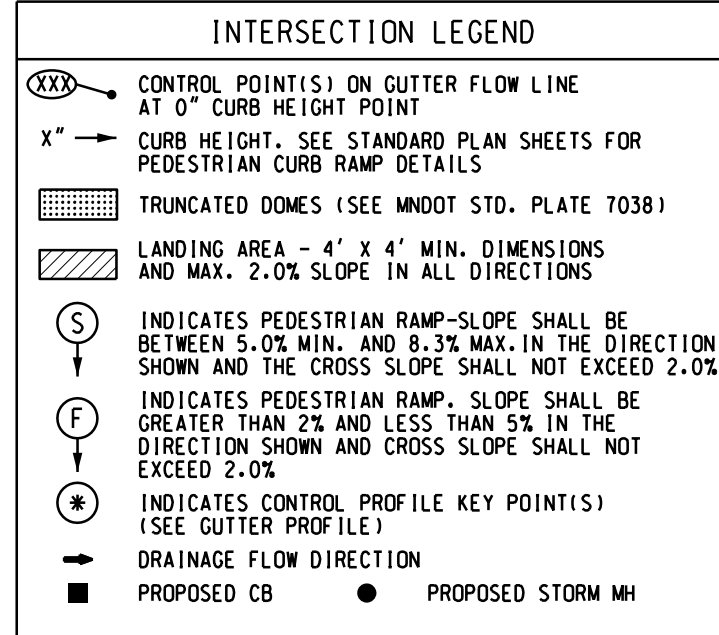 INTERSECTION LEGEND
XXX CONTROL POINT(S) ON GUTTER FLOW LINE
AT 0" CURB HEIGHT POINT
X" CURB HEIGHT. SEE STANDARD PLAN SHEETS FOR
PEDESTRIAN CURB RAMP DETAILS
TRUNCATED DOMES (SEE MNDOT STD. PLATE 7038)
LANDING AREA - 4' X 4' MIN. DIMENSIONS
AND MAX. 2.0% SLOPE IN ALL DIRECTIONS
S INDICATES PEDESTRIAN RAMP-SLOPE SHALL BE
BETWEEN 5.0% MIN. AND 8.3% MAX.IN THE DIRECTION
SHOWN AND THE CROSS SLOPE SHALL NOT EXCEED 2.0%
F INDICATES PEDESTRIAN RAMP. SLOPE SHALL BE
GREATER THAN 2% AND LESS THAN 5% IN THE
DIRECTION SHOWN AND CROSS SLOPE SHALL NOT
EXCEED 2.0%
* INDICATES CONTROL PROFILE KEY POINT(S)
(SEE GUTTER PROFILE)
DRAINAGE FLOW DIRECTION
PROPOSED CB PROPOSED STORM MH